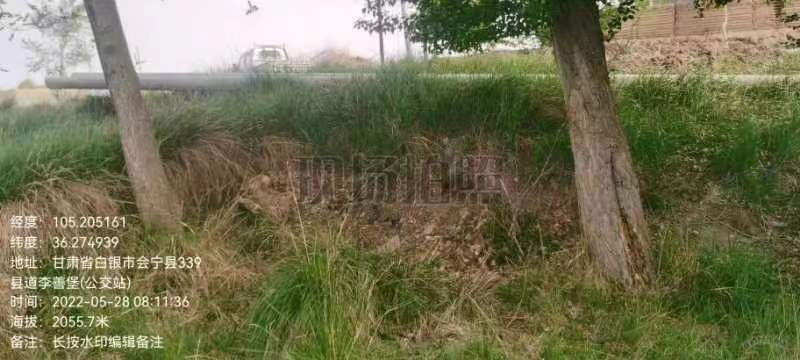 现场拍照
经度：105.205161
纬度：36.274939
地址：甘肃省白银市会宁县339
县道李善堡(公交站)
时间：2022-05-28 08:11:36
海拔：2055.7米
备注：长按水印编辑备注